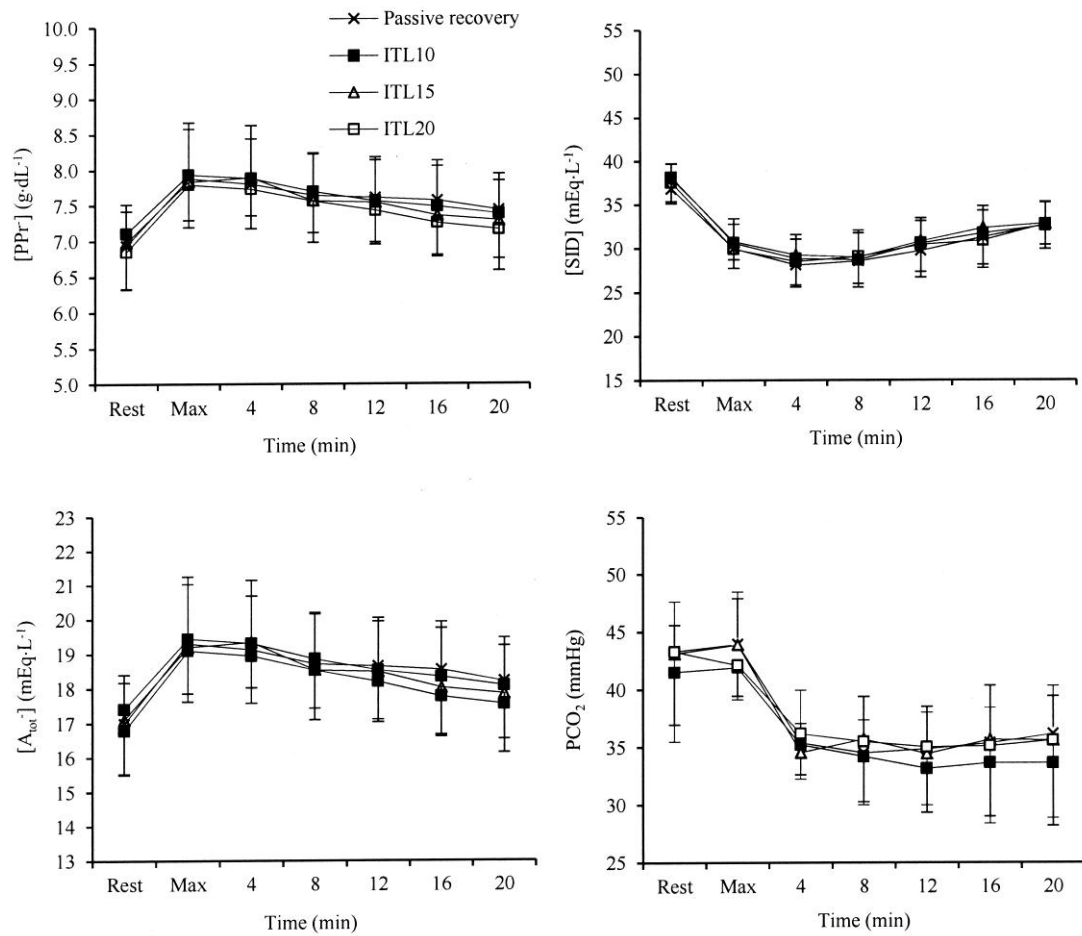 Passive recovery
ITL10
ITL15
ITL20
[PPr] (g·dL⁻¹)
10.0
9.5
9.0
8.5
8.0
7.5
7.0
6.5
6.0
5.5
5.0
Rest Max 4 8 12 16 20
Time (min)
[SID] (mEq·L⁻¹)
55
50
45
40
35
30
25
20
15
Rest Max 4 8 12 16 20
Time (min)
[Atot⁻] (mEq·L⁻¹)
23
22
21
20
19
18
17
16
15
14
13
Rest Max 4 8 12 16 20
Time (min)
PCO₂ (mmHg)
55
50
45
40
35
30
25
Rest Max 4 8 12 16 20
Time (min)